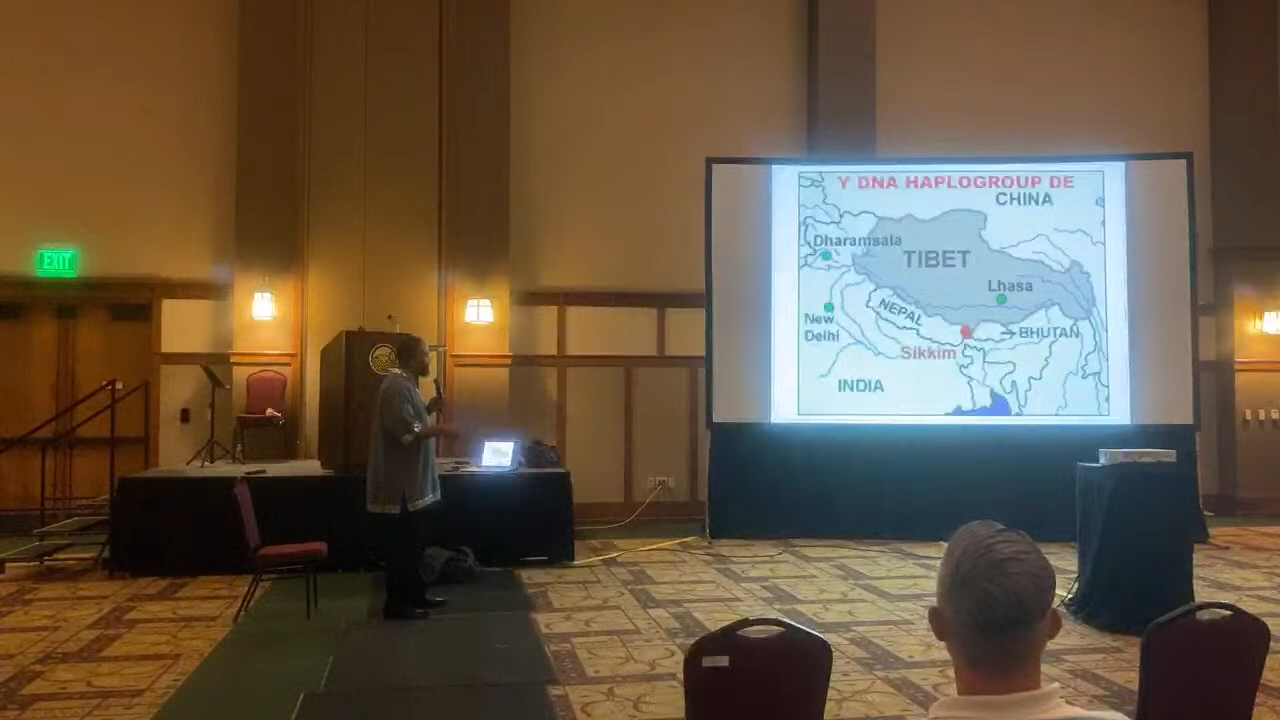 EXIT
Y DNA HAPLOGROUP DE
CHINA
Dharamsala
TIBET
Lhasa
New
Delhi
NEPAL
BHUTAN
Sikkim
INDIA